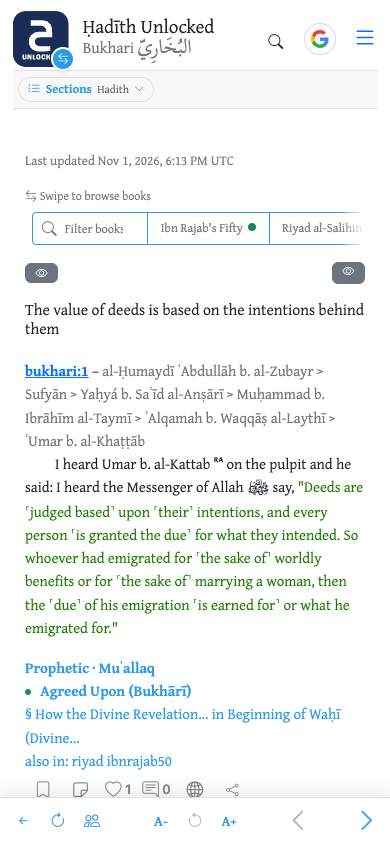 UNLOCK
Ḥadīth Unlocked
Bukhari البُخَارِيّ
Sections Hadith
Last updated Nov 1, 2026, 6:13 PM UTC
Swipe to browse books
Filter books
Ibn Rajab's Fifty
Riyad al-Salihin
The value of deeds is based on the intentions behind
them
bukhari:1 – al-Ḥumaydī ʿAbdullāh b. al-Zubayr >
Sufyān > Yaḥyá b. Saʿīd al-Anṣārī > Muḥammad b.
Ibrāhīm al-Taymī > ʿAlqamah b. Waqqāṣ al-Laythī >
ʿUmar b. al-Khaṭṭāb
I heard Umar b. al-Kattab ᴿᴬ on the pulpit and he
said: I heard the Messenger of Allah ﷺ say, "Deeds are
˹judged based˺ upon ˹their˺ intentions, and every
person ˹is granted the due˺ for what they intended. So
whoever had emigrated for ˹the sake of˺ worldly
benefits or for ˹the sake of˺ marrying a woman, then
the ˹due˺ of his emigration ˹is earned for˺ or what he
emigrated for."
Prophetic · Muʿallaq
Agreed Upon (Bukhārī)
§ How the Divine Revelation... in Beginning of Waḥī
(Divine...
also in: riyad ibnrajab50
1 0
A- A+